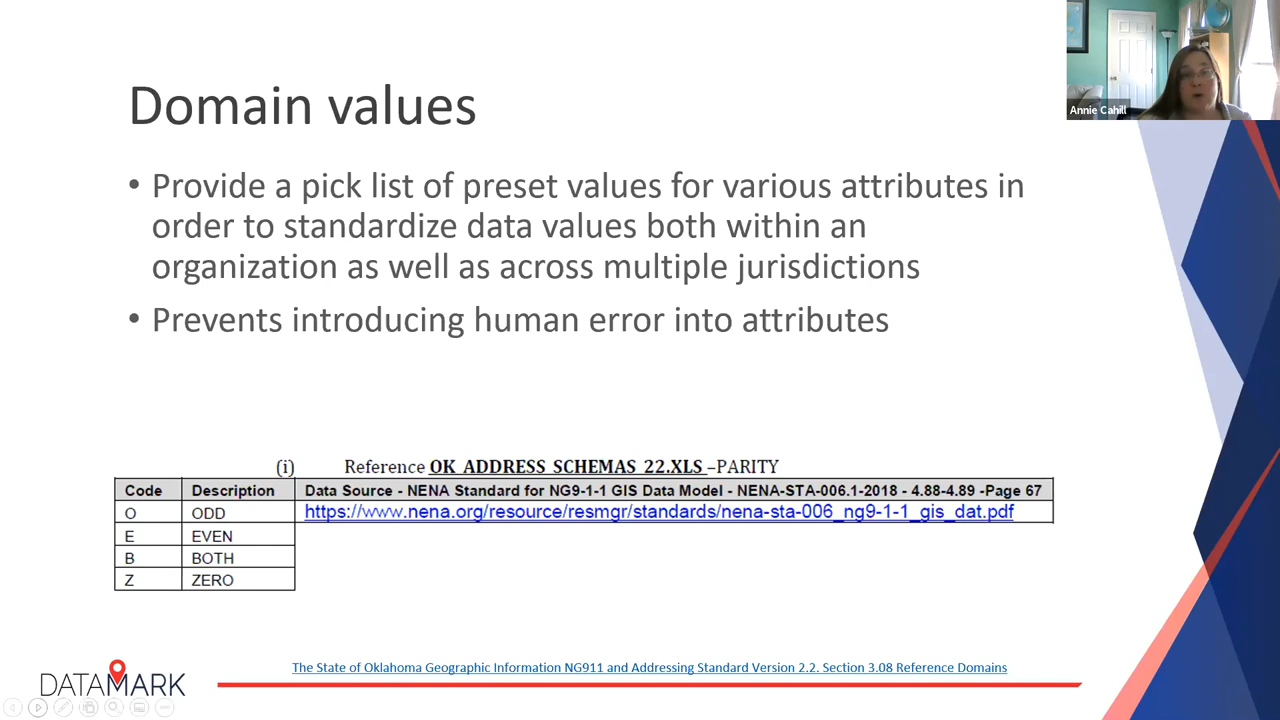 Annie Cahill
Domain values
• Provide a pick list of preset values for various attributes in
order to standardize data values both within an
organization as well as across multiple jurisdictions
• Prevents introducing human error into attributes
(i) Reference OK_ADDRESS_SCHEMAS_22.XLS –PARITY
Code Description Data Source - NENA Standard for NG9-1-1 GIS Data Model - NENA-STA-006.1-2018 - 4.88-4.89 -Page 67
O ODD https://www.nena.org/resource/resmgr/standards/nena-sta-006_ng9-1-1_gis_dat.pdf
E EVEN
B BOTH
Z ZERO
The State of Oklahoma Geographic Information NG911 and Addressing Standard Version 2.2. Section 3.08 Reference Domains
DATAMARK